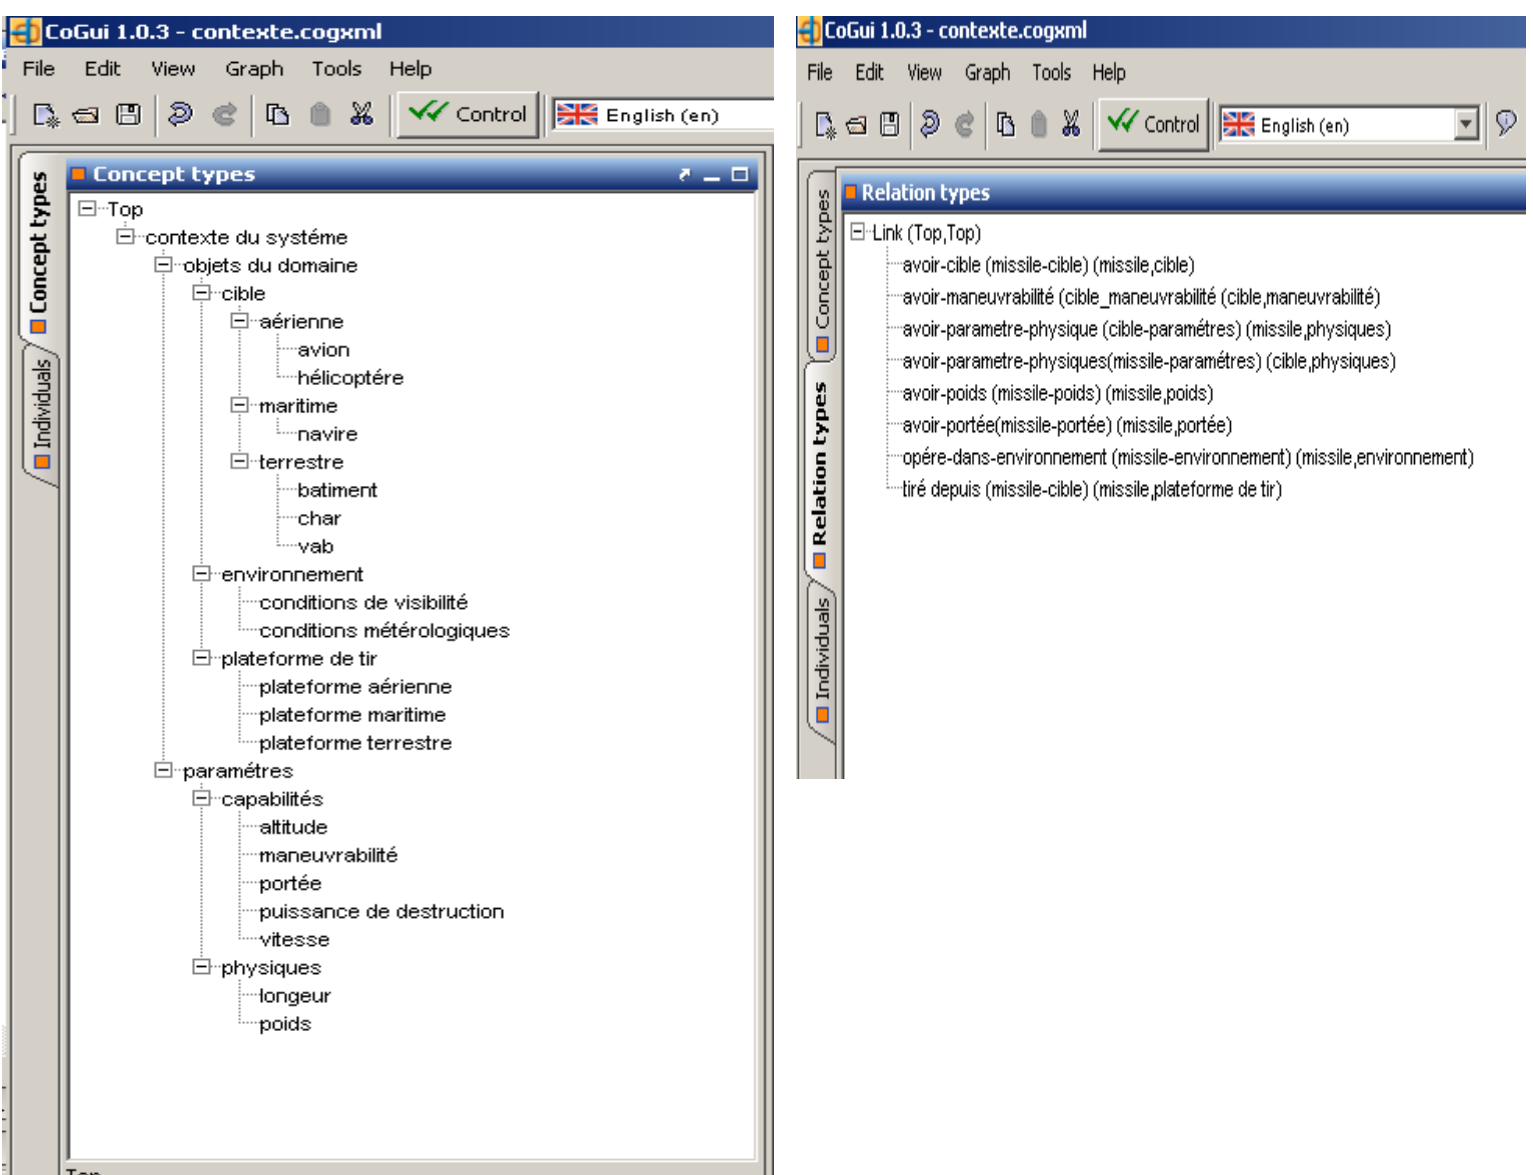 CoGui 1.0.3 - contexte.cogxml
File Edit View Graph Tools Help
Control English (en)
Concept types
Individuals
Concept types
Top
contexte du systéme
objets du domaine
cible
aérienne
avion
hélicoptére
maritime
navire
terrestre
batiment
char
vab
environnement
conditions de visibilité
conditions métérologiques
plateforme de tir
plateforme aérienne
plateforme maritime
plateforme terrestre
paramétres
capabilités
altitude
maneuvrabilité
portée
puissance de destruction
vitesse
physiques
longeur
poids
Top
CoGui 1.0.3 - contexte.cogxml
File Edit View Graph Tools Help
Control English (en)
Concept types
Relation types
Individuals
Relation types
Link (Top,Top)
avoir-cible (missile-cible) (missile,cible)
avoir-maneuvrabilité (cible_maneuvrabilité (cible,maneuvrabilité)
avoir-parametre-physique (cible-paramétres) (missile,physiques)
avoir-parametre-physiques(missile-paramétres) (cible,physiques)
avoir-poids (missile-poids) (missile,poids)
avoir-portée(missile-portée) (missile,portée)
opére-dans-environnement (missile-environnement) (missile,environnement)
tiré depuis (missile-cible) (missile,plateforme de tir)